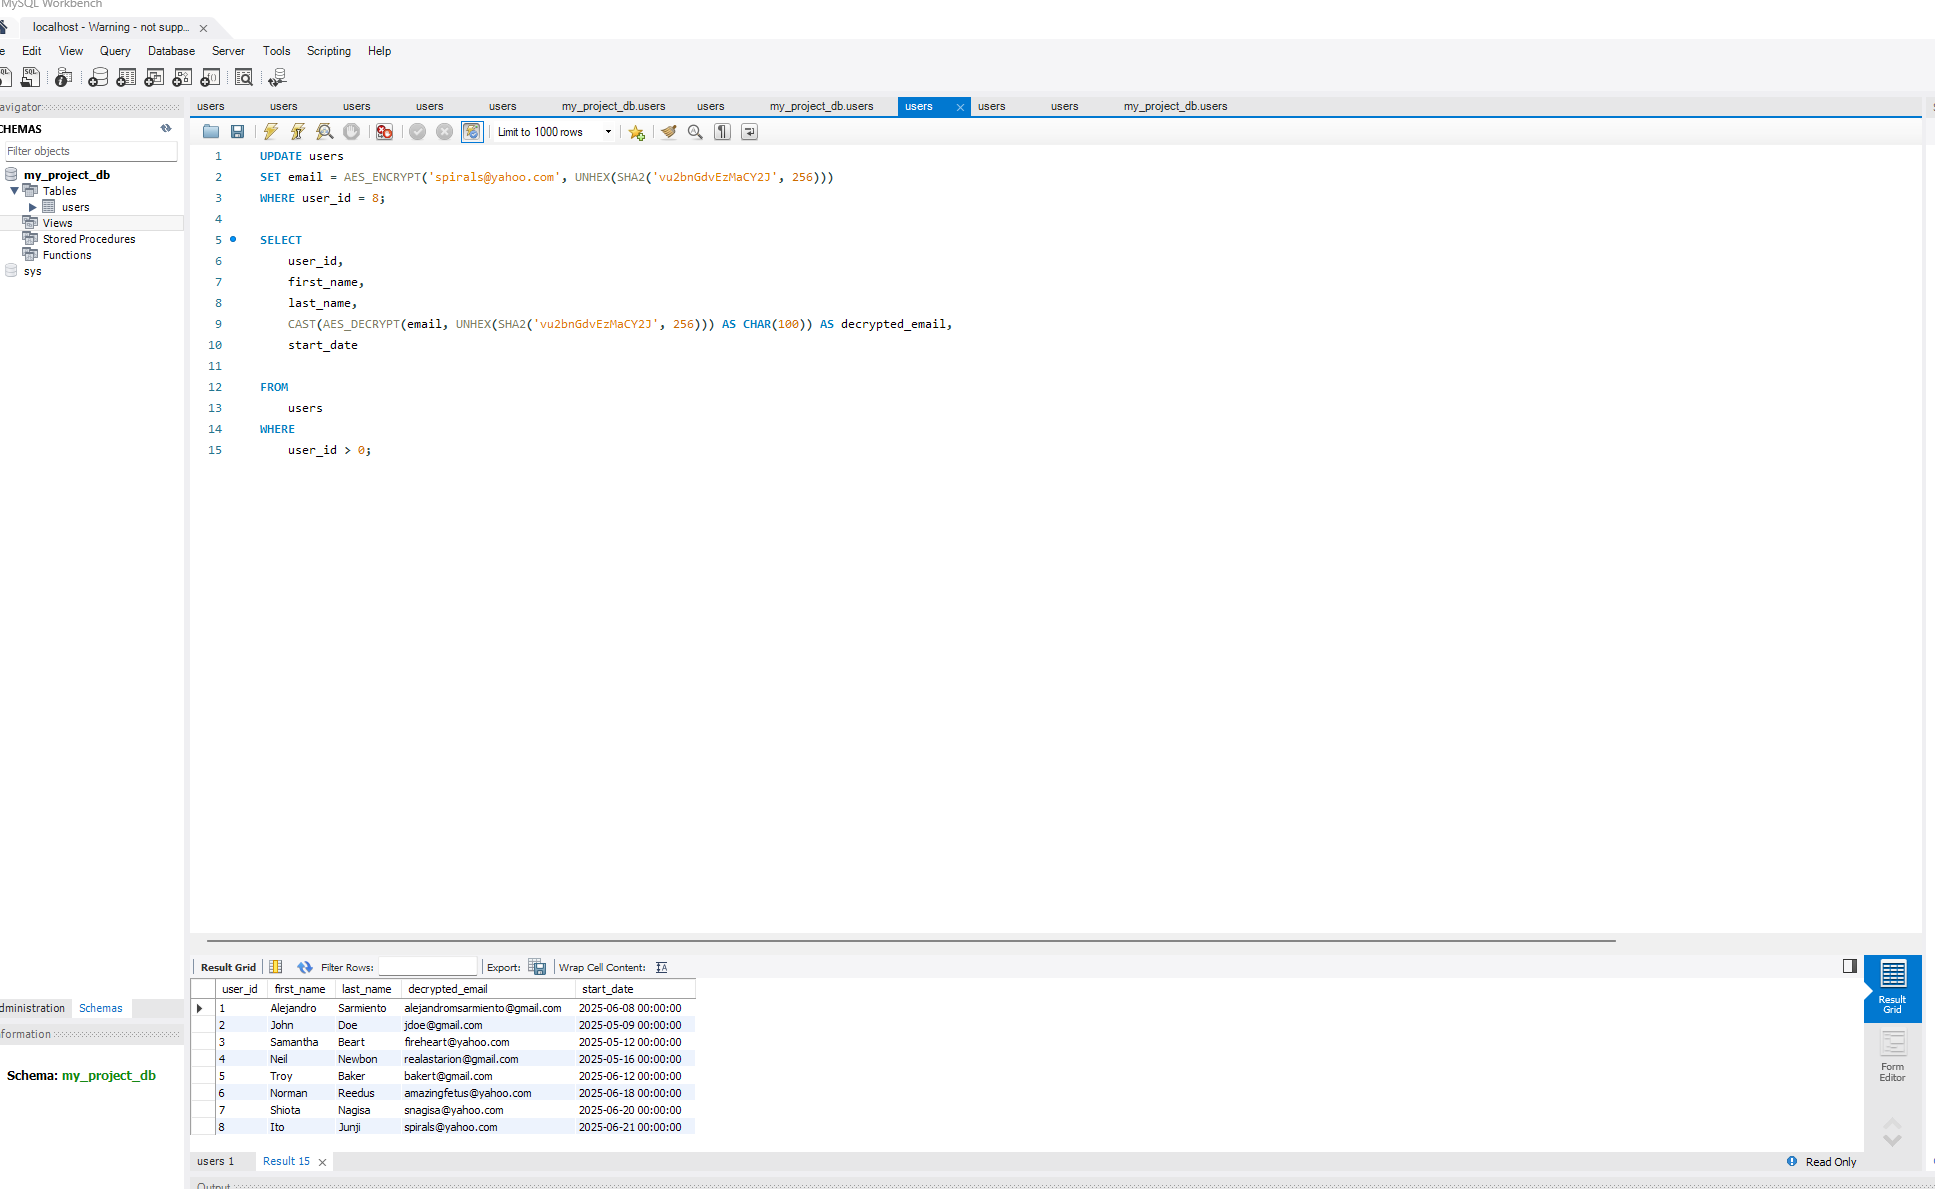 MySQL Workbench
localhost - Warning - not supp...
e Edit View Query Database Server Tools Scripting Help
avigator
users users users users users my_project_db.users users my_project_db.users users users users my_project_db.users
CHEMAS
Filter objects
my_project_db
Tables
users
Views
Stored Procedures
Functions
sys
Limit to 1000 rows
1 UPDATE users
2 SET email = AES_ENCRYPT('spirals@yahoo.com', UNHEX(SHA2('vu2bnGdvEzMaCY2J', 256)))
3 WHERE user_id = 8;
4
5 SELECT
6 user_id,
7 first_name,
8 last_name,
9 CAST(AES_DECRYPT(email, UNHEX(SHA2('vu2bnGdvEzMaCY2J', 256))) AS CHAR(100)) AS decrypted_email,
10 start_date
11
12 FROM
13 users
14 WHERE
15 user_id > 0;
dministration Schemas
formation
Schema: my_project_db
Result Grid Filter Rows: Export: Wrap Cell Content:
user_id first_name last_name decrypted_email start_date
1 Alejandro Sarmiento alejandromsarmiento@gmail.com 2025-06-08 00:00:00
2 John Doe jdoe@gmail.com 2025-05-09 00:00:00
3 Samantha Beart fireheart@yahoo.com 2025-05-12 00:00:00
4 Neil Newbon realastarion@gmail.com 2025-05-16 00:00:00
5 Troy Baker bakert@gmail.com 2025-06-12 00:00:00
6 Norman Reedus amazingfetus@yahoo.com 2025-06-18 00:00:00
7 Shiota Nagisa snagisa@yahoo.com 2025-06-20 00:00:00
8 Ito Junji spirals@yahoo.com 2025-06-21 00:00:00
Result
Grid
Form
Editor
users 1 Result 15
Read Only
Output